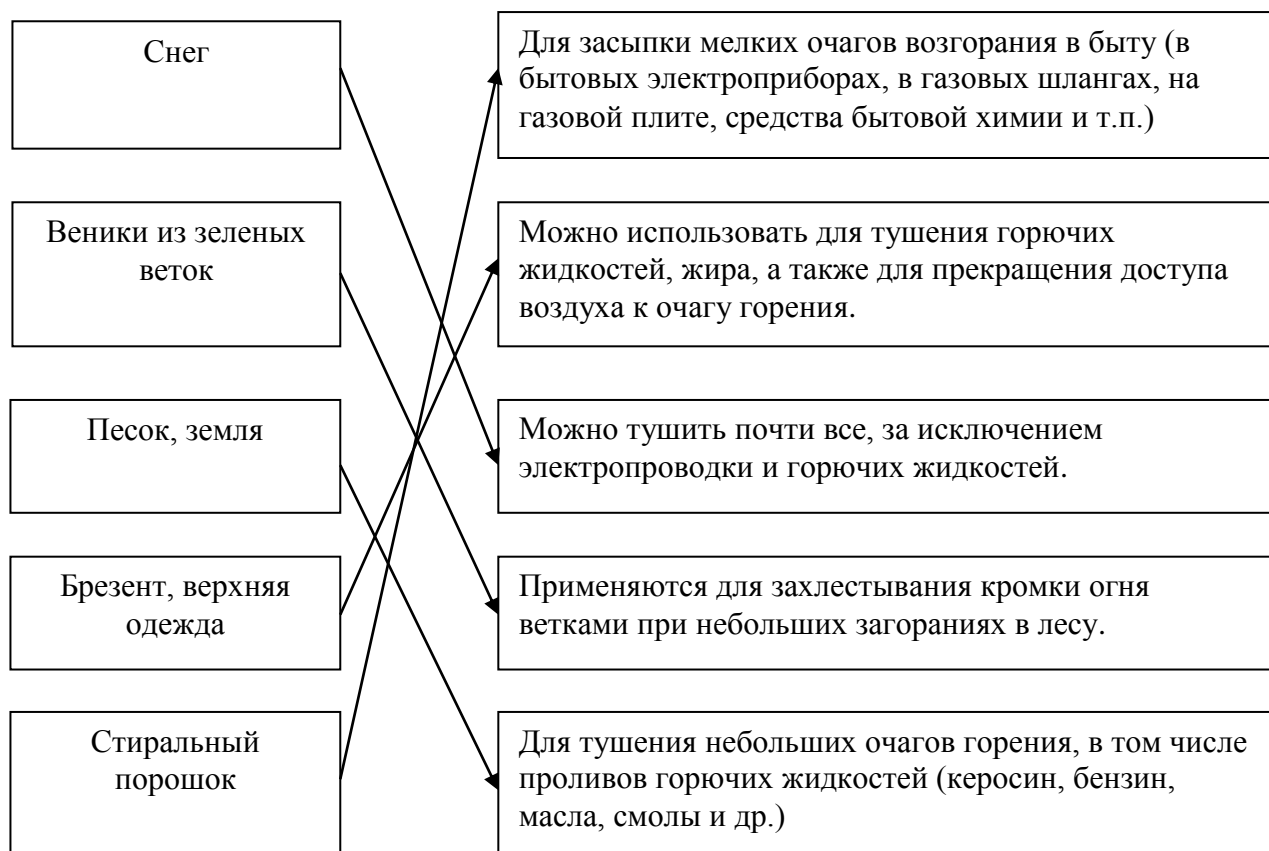 Снег
Для засыпки мелких очагов возгорания в быту (в
бытовых электроприборах, в газовых шлангах, на
газовой плите, средства бытовой химии и т.п.)
Веники из зеленых
веток
Можно использовать для тушения горючих
жидкостей, жира, а также для прекращения доступа
воздуха к очагу горения.
Песок, земля
Можно тушить почти все, за исключением
электропроводки и горючих жидкостей.
Брезент, верхняя
одежда
Применяются для захлестывания кромки огня
ветками при небольших загораниях в лесу.
Стиральный
порошок
Для тушения небольших очагов горения, в том числе
проливов горючих жидкостей (керосин, бензин,
масла, смолы и др.)